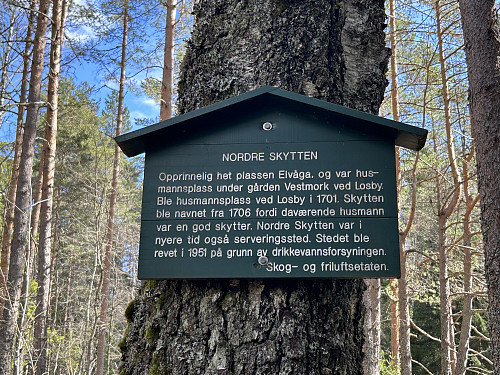 NORDRE SKYTTEN
Opprinnelig het plassen Elvåga, og var hus-
mannsplass under gården Vestmork ved Losby.
Ble husmannsplass ved Losby i 1701. Skytten
ble navnet fra 1706 fordi daværende husmann
var en god skytter. Nordre Skytten var i
nyere tid også serveringssted. Stedet ble
revet i 1951 på grunn av drikkevannsforsyningen.
Skog- og friluftsetaten.